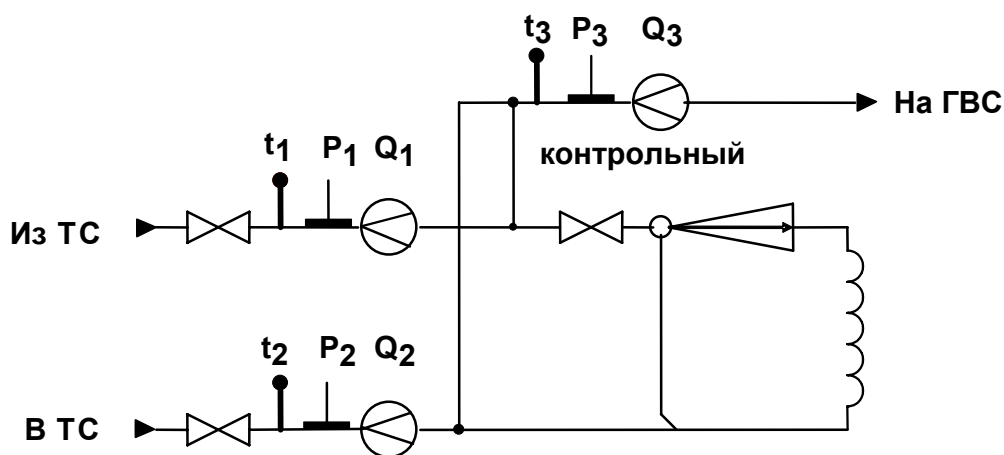 t3 P3 Q3
На ГВС
контрольный
t1 P1 Q1
Из ТС
t2 P2 Q2
В ТС